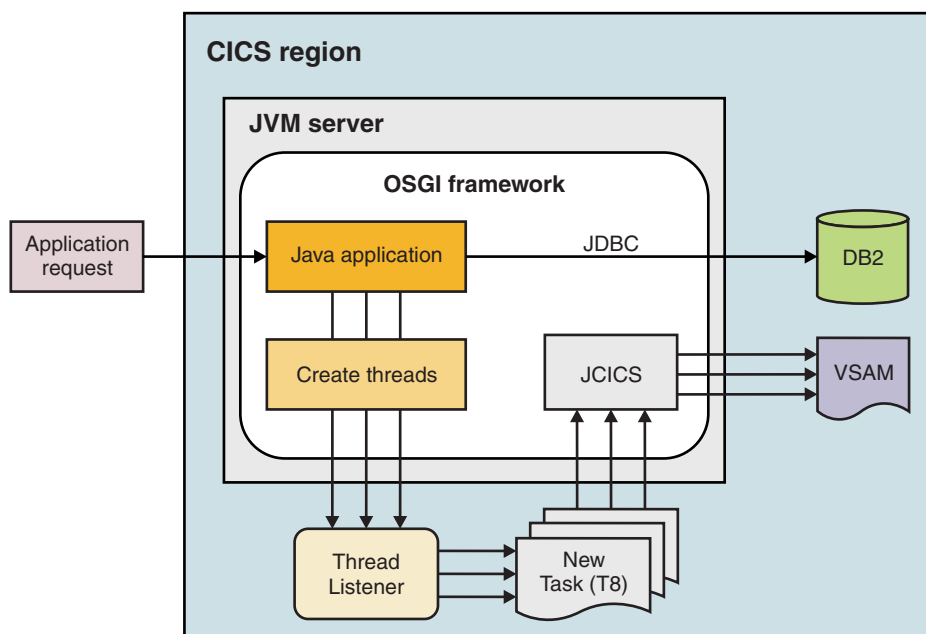 CICS region
JVM server
OSGI framework
Application
request
Java application
JDBC
DB2
Create threads
JCICS
VSAM
Thread
Listener
New
Task (T8)